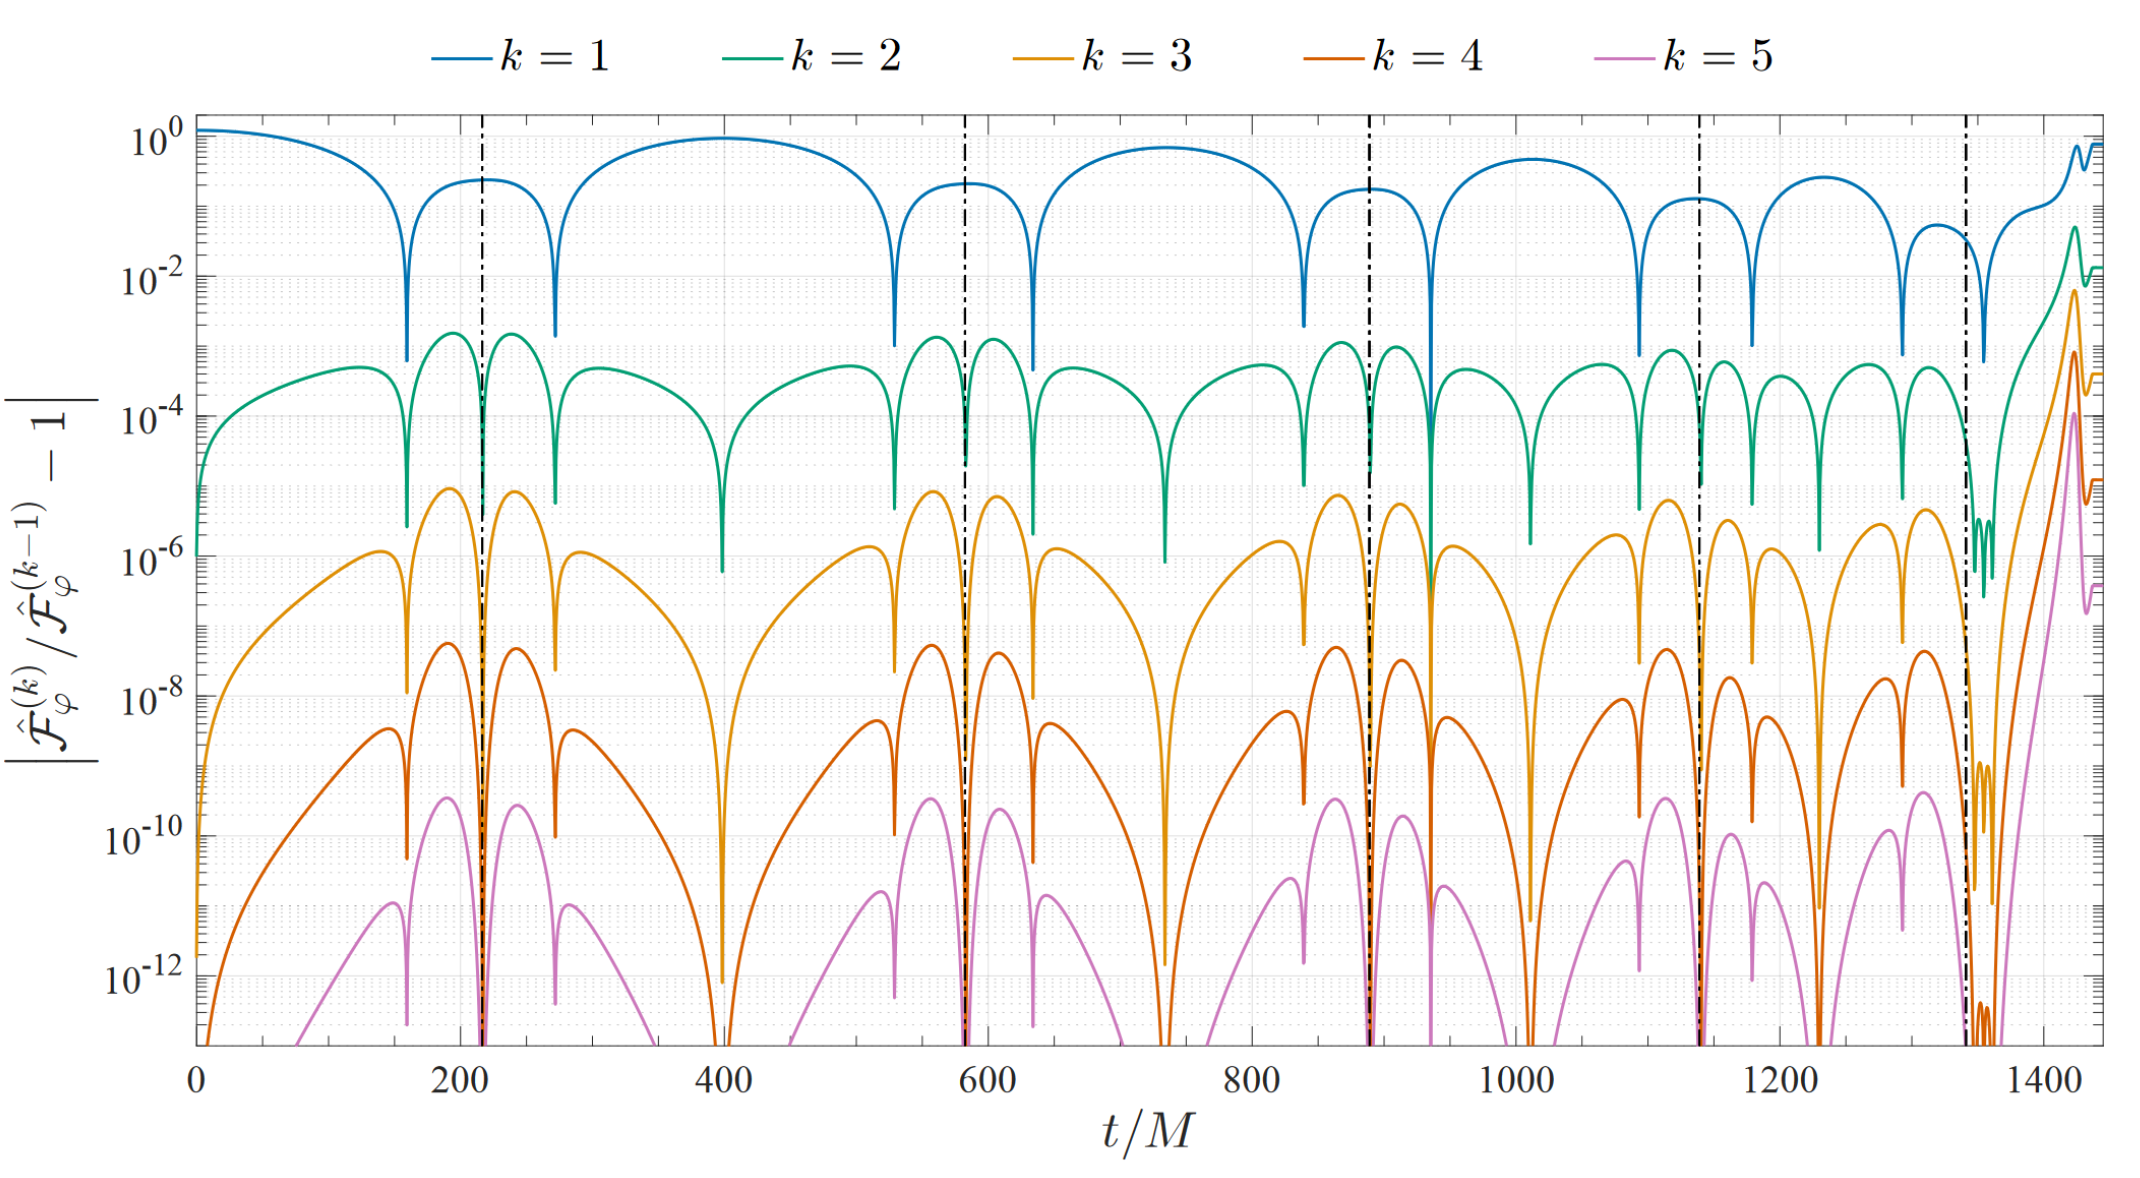 k = 1 k = 2 k = 3 k = 4 k = 5
10^0
10^-2
10^-4
10^-6
10^-8
10^-10
10^-12
|𝓕̂_φ^(k) / 𝓕̂_φ^(k−1) − 1|
0 200 400 600 800 1000 1200 1400
t/M